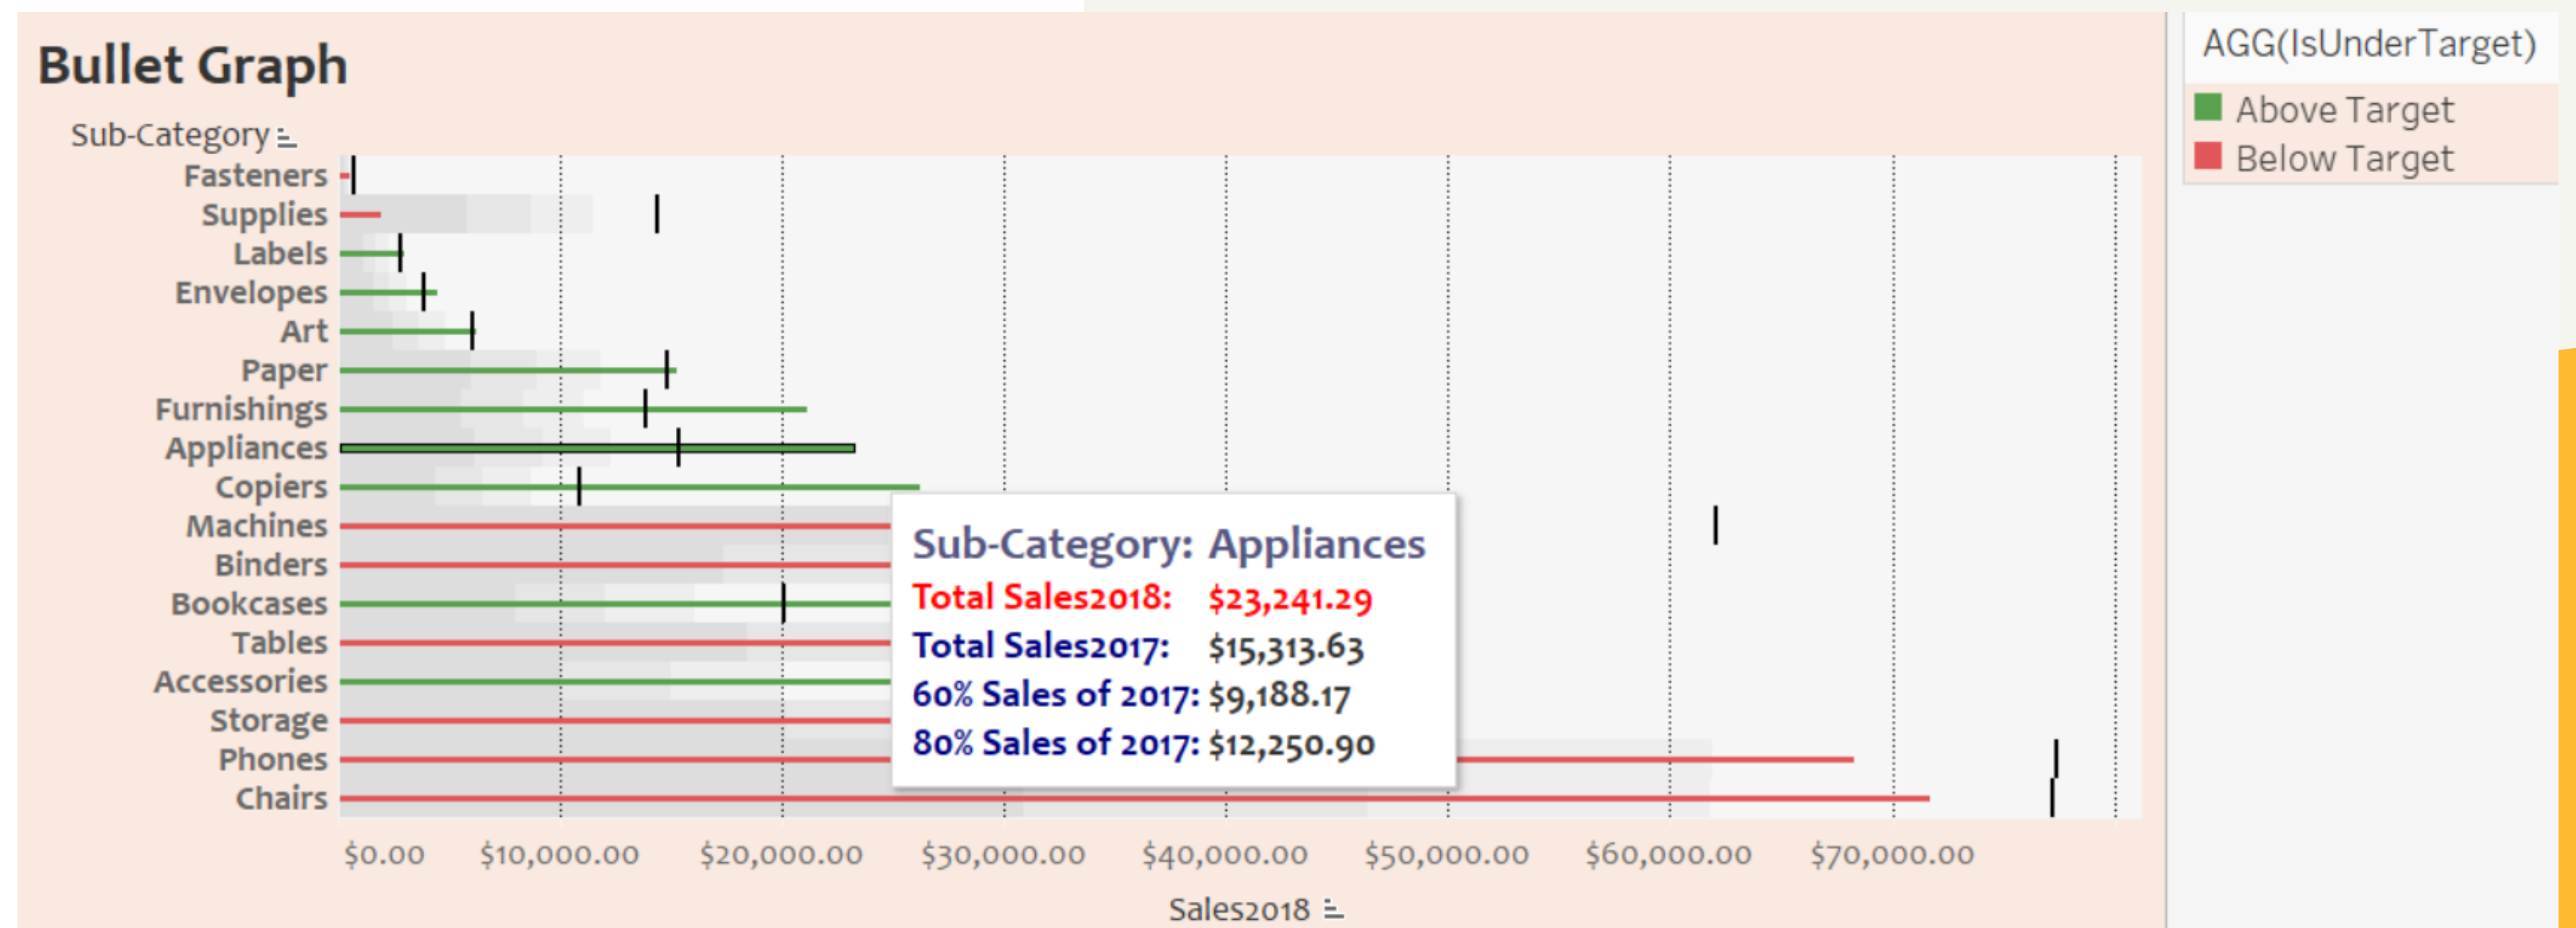 Bullet Graph
AGG(IsUnderTarget)
Above Target
Below Target
Sub-Category
Fasteners
Supplies
Labels
Envelopes
Art
Paper
Furnishings
Appliances
Copiers
Machines
Binders
Bookcases
Tables
Accessories
Storage
Phones
Chairs
Sub-Category: Appliances
Total Sales2018: $23,241.29
Total Sales2017: $15,313.63
60% Sales of 2017: $9,188.17
80% Sales of 2017: $12,250.90
$0.00 $10,000.00 $20,000.00 $30,000.00 $40,000.00 $50,000.00 $60,000.00 $70,000.00
Sales2018